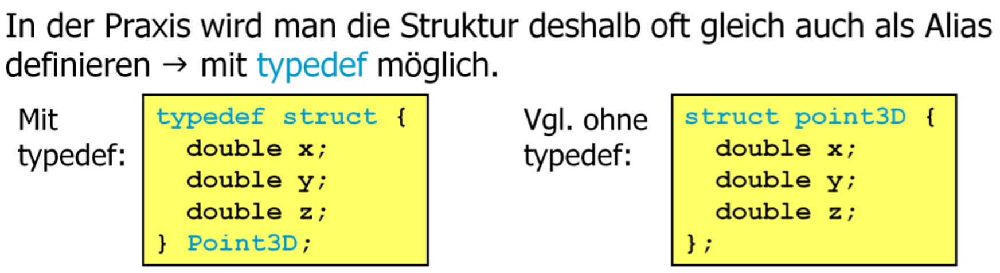 In der Praxis wird man die Struktur deshalb oft gleich auch als Alias
definieren → mit typedef möglich.
Mit
typedef:
typedef struct {
double x;
double y;
double z;
} Point3D;
Vgl. ohne
typedef:
struct point3D {
double x;
double y;
double z;
};